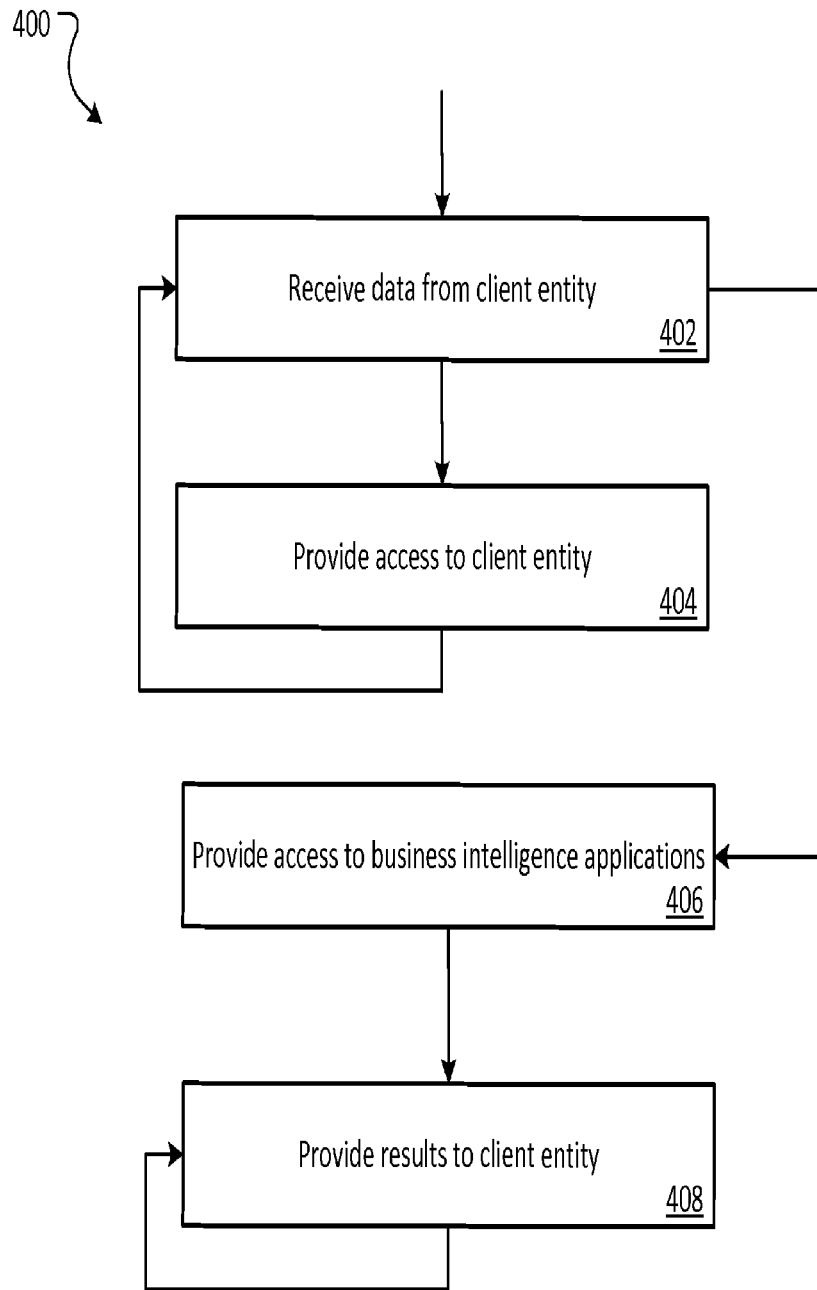 400
Receive data from client entity
402
Provide access to client entity
404
Provide access to business intelligence applications
406
Provide results to client entity
408